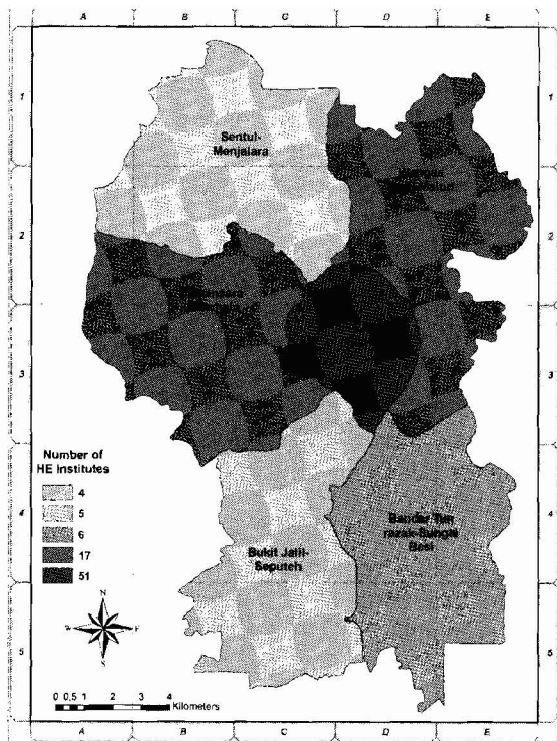 A B C D E
1 1
Sentul-
Menjalara
2 2
3 3
Number of
HE Institutes
4
5
6
17
51
4 4
Bandar Tun
razak-Sungai
Besi
Bukit Jalil-
Seputeh
N
W E
S
5 5
0 0.5 1 2 3 4
Kilometers
A B C D E